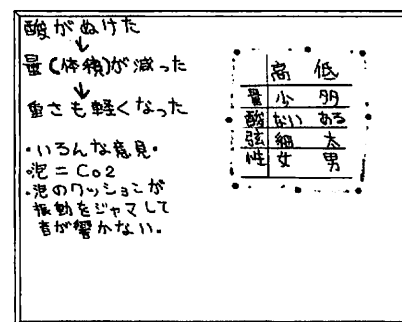 酸がぬけた
↓
量(体積)が減った
↓
重さも軽くなった
・いろんな意見・
・泡=Co2
・泡のクッションが
振動をジャマして
音が響かない.
高 低
量 少 多
酸 ない ある
弦 細 太
性 女 男